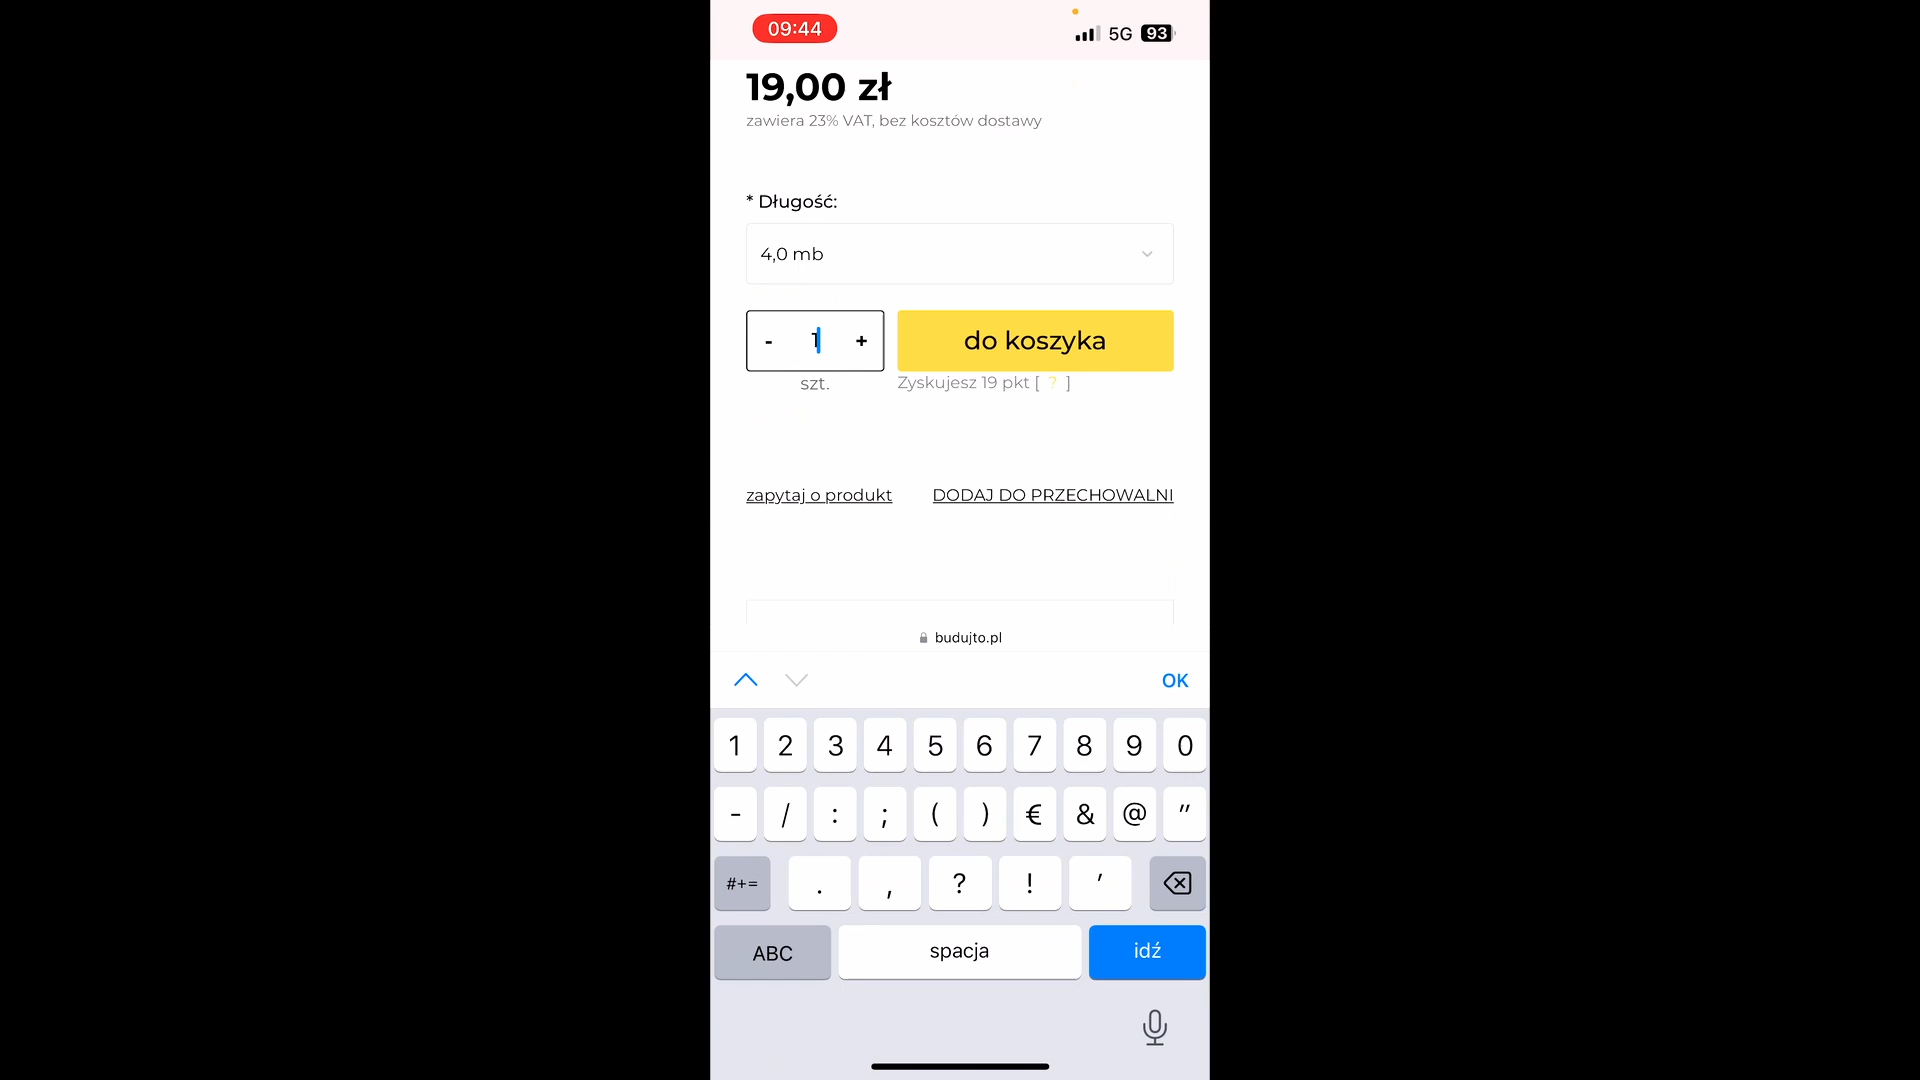 09:44
5G 93
19,00 zł
zawiera 23% VAT, bez kosztów dostawy
* Długość:
4,0 mb
- 1 +
do koszyka
szt.
Zyskujesz 19 pkt [ ? ]
zapytaj o produkt
DODAJ DO PRZECHOWALNI
budujto.pl
OK
1 2 3 4 5 6 7 8 9 0
- / : ; ( ) € & @ "
#+= . , ? ! '
ABC spacja idź